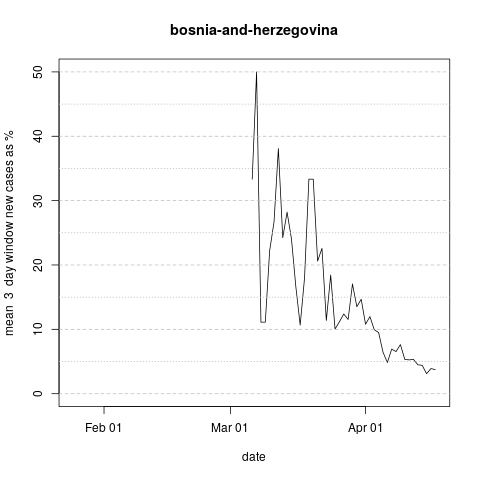 bosnia-and-herzegovina
mean  3  day window new cases as %
50
40
30
20
10
0
Feb 01
Mar 01
Apr 01
date